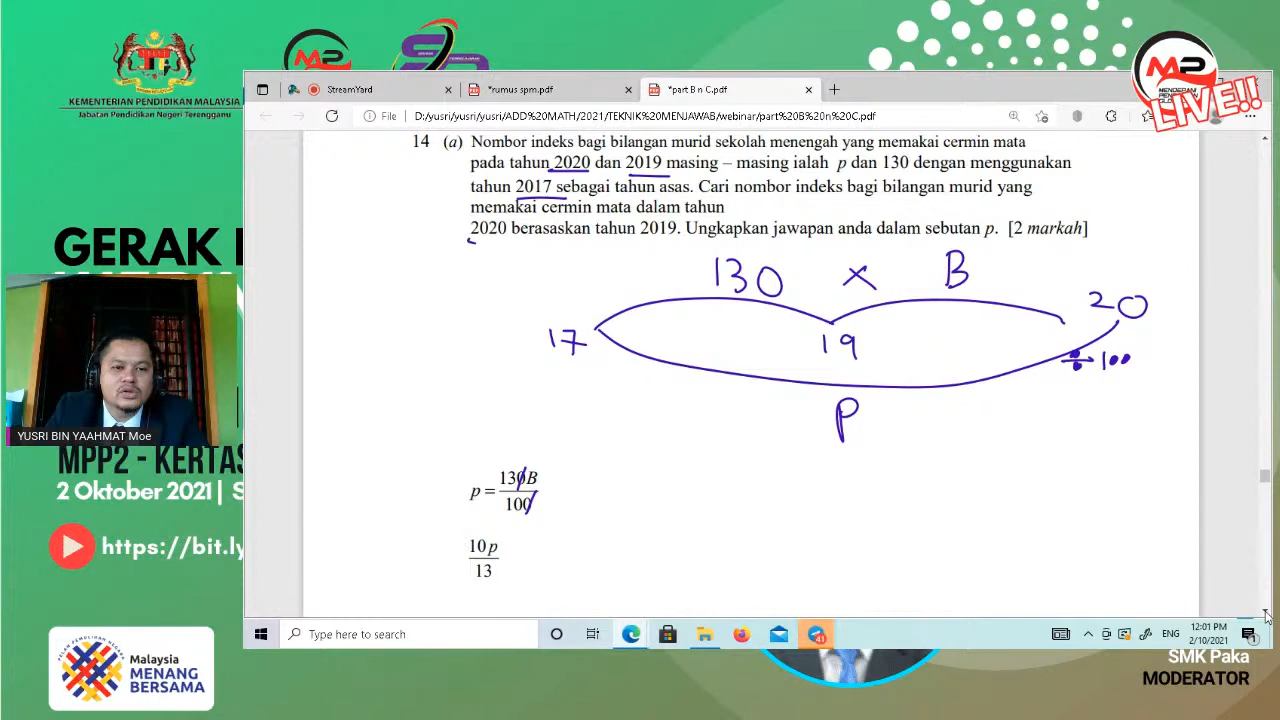 KEMENTERIAN PENDIDIKAN MALAYSIA
Jabatan Pendidikan Negeri Terengganu
MP
MP
LIVE!!
StreamYard
*rumus spm.pdf
*part B n C.pdf
File
D:/yusri/yusri/yusri/ADD%20MATH/2021/TEKNIK%20MENJAWAB/webinar/part%20B%20n%20C.pdf
14 (a) Nombor indeks bagi bilangan murid sekolah menengah yang memakai cermin mata
pada tahun 2020 dan 2019 masing – masing ialah p dan 130 dengan menggunakan
tahun 2017 sebagai tahun asas. Cari nombor indeks bagi bilangan murid yang
memakai cermin mata dalam tahun
2020 berasaskan tahun 2019. Ungkapkan jawapan anda dalam sebutan p. [2 markah]
130 × B
17 19 20
÷ 100
P
p = 130B
100
10p
13
GERAK
YUSRI BIN YAAHMAT Moe
MPP2 - KERTAS
2 Oktober 2021| S
https://bit.ly
Malaysia
MENANG
BERSAMA
Type here to search
41
ENG
12:01 PM
2/10/2021
1
SMK Paka
MODERATOR